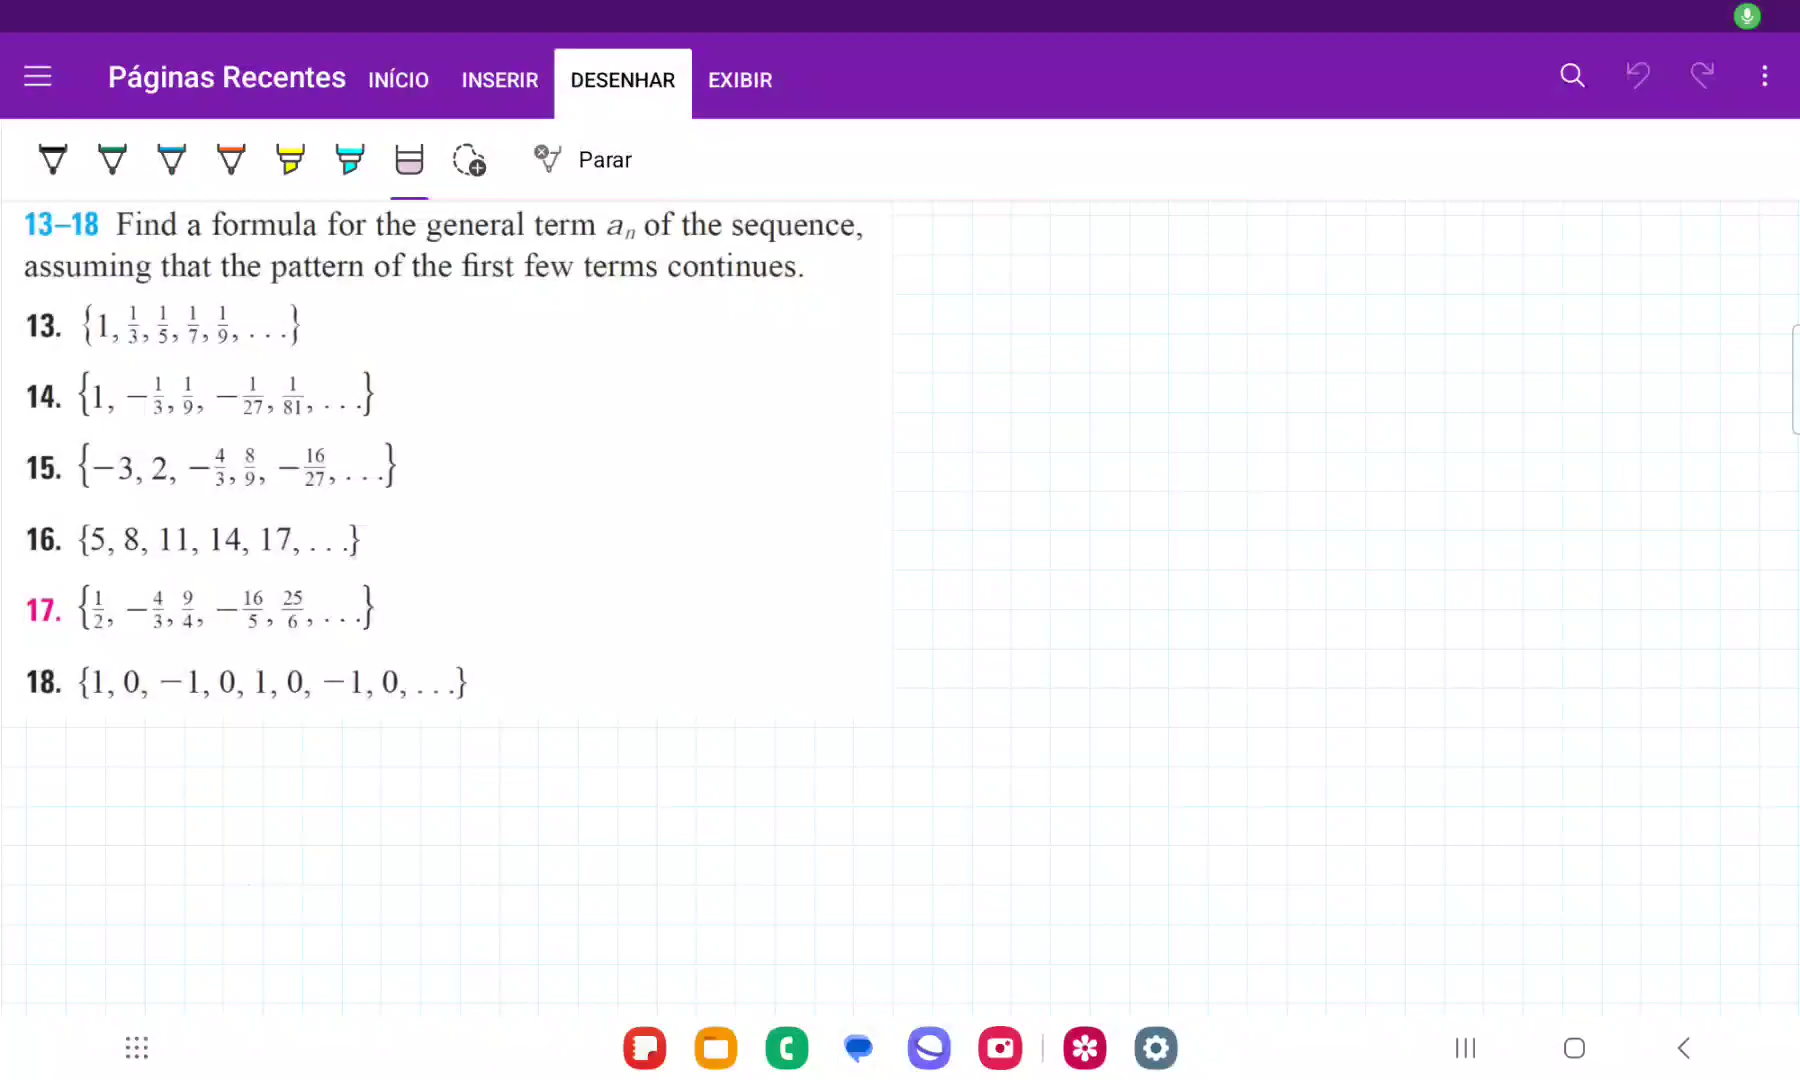 Páginas Recentes INÍCIO INSERIR DESENHAR EXIBIR
Parar
13–18 Find a formula for the general term aₙ of the sequence,
assuming that the pattern of the first few terms continues.
13. {1, 1/3, 1/5, 1/7, 1/9, . . .}
14. {1, −1/3, 1/9, −1/27, 1/81, . . .}
15. {−3, 2, −4/3, 8/9, −16/27, . . .}
16. {5, 8, 11, 14, 17, . . .}
17. {1/2, −4/3, 9/4, −16/5, 25/6, . . .}
18. {1, 0, −1, 0, 1, 0, −1, 0, . . .}